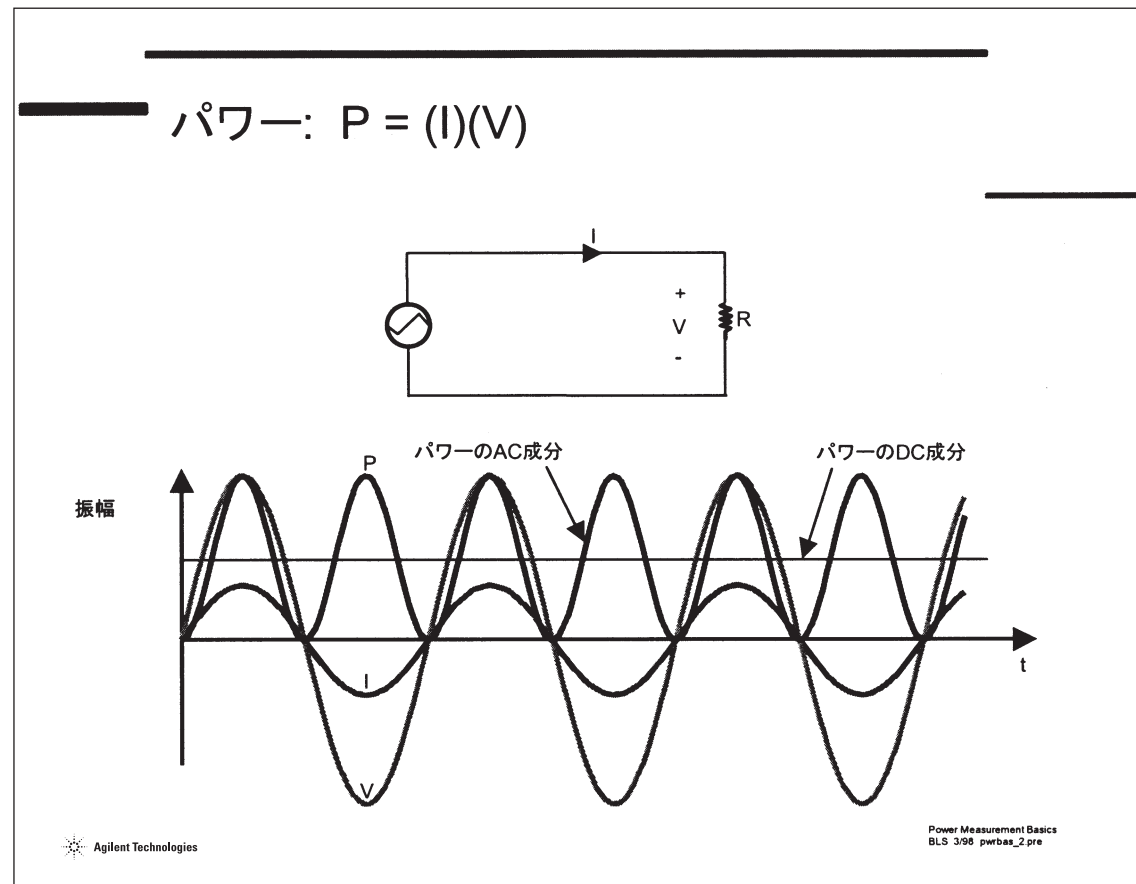 パワー: P = (I)(V)
I
+
V
-
R
P
パワーのAC成分
パワーのDC成分
振幅
I
t
V
Agilent Technologies
Power Measurement Basics
BLS 3/98 pwrbas_2.pre